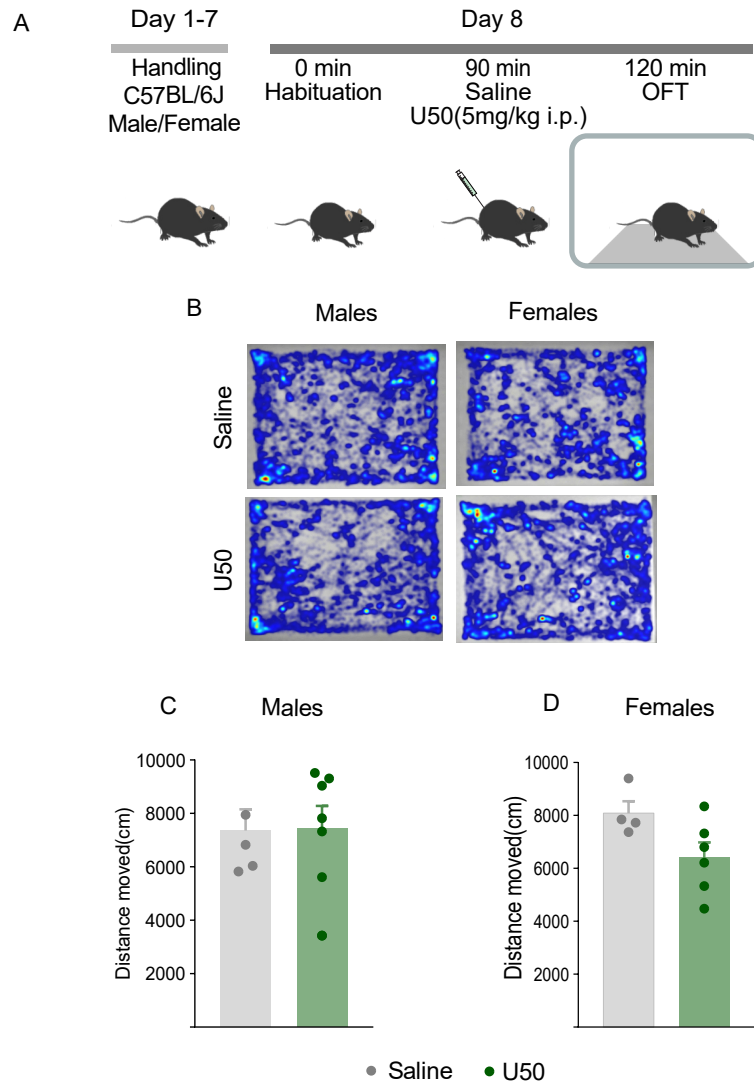 A
Day 1-7
Day 8
Handling
C57BL/6J
Male/Female
0 min
Habituation
90 min
Saline
U50(5mg/kg i.p.)
120 min
OFT
B
Males
Females
Saline
U50
C
Males
Distance moved(cm)
10000
8000
6000
4000
2000
D
Females
Distance moved(cm)
10000
8000
6000
4000
2000
Saline
U50